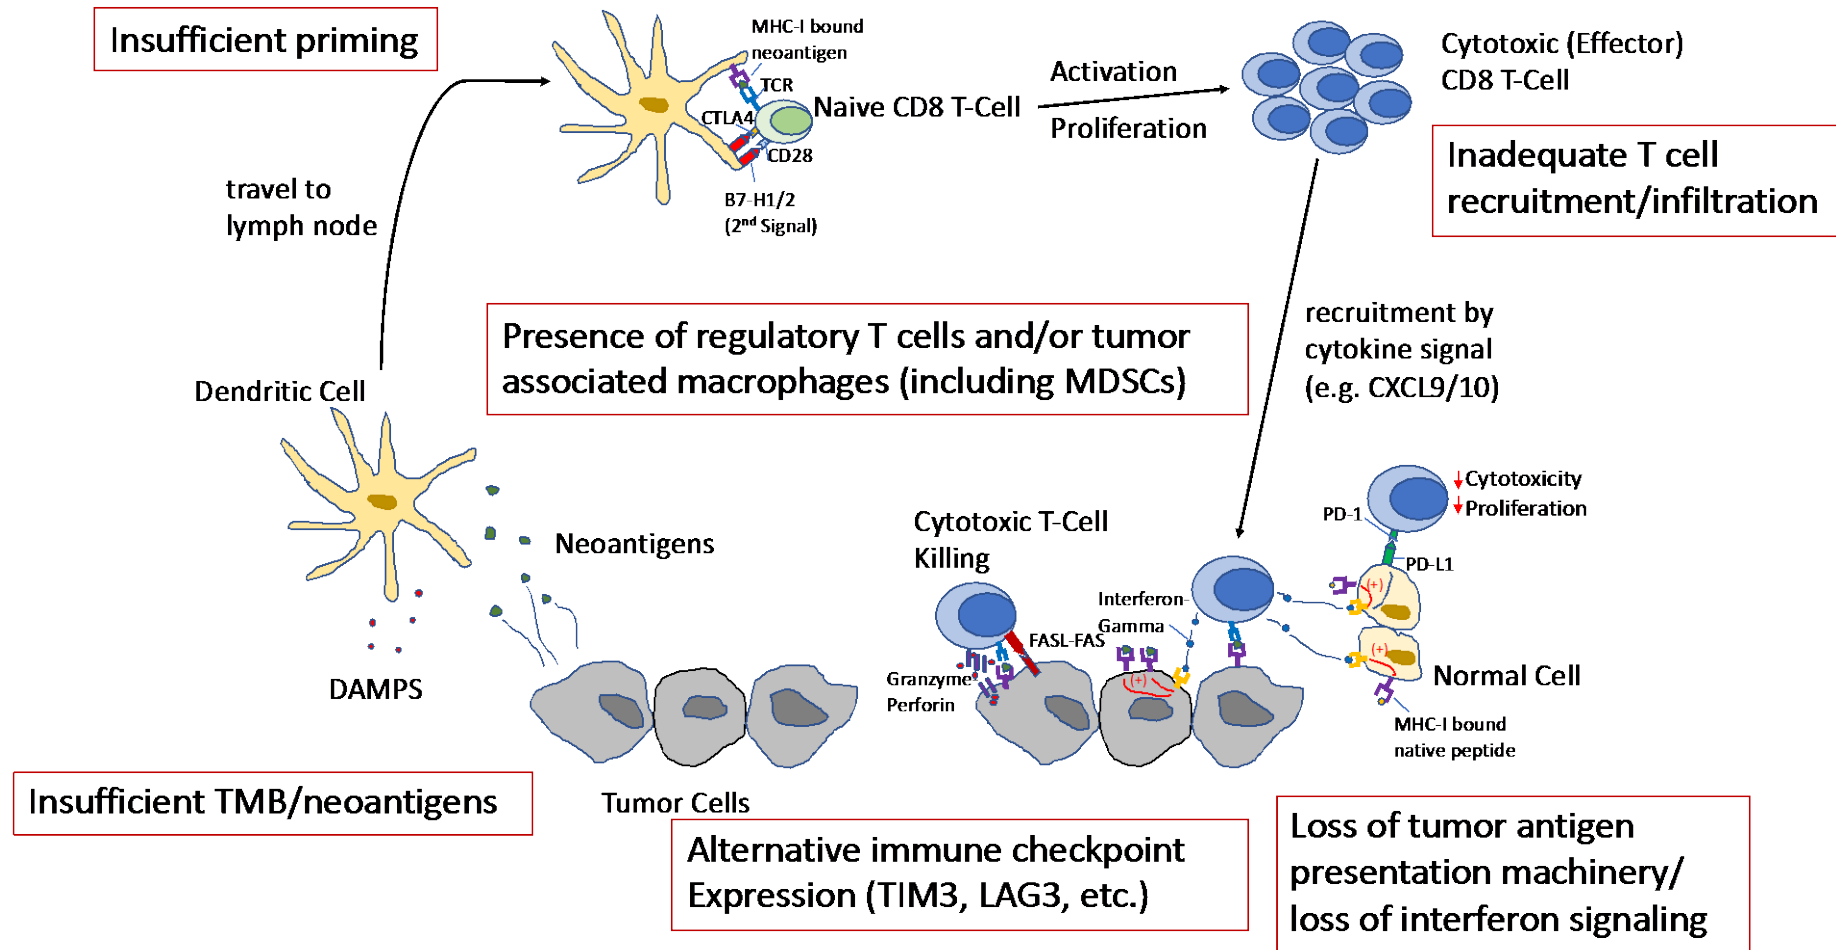 Insufficient priming
MHC-I bound
neoantigen
TCR
CTLA4
CD28
Naive CD8 T-Cell
B7-H1/2
(2nd Signal)
Activation
Proliferation
Cytotoxic (Effector)
CD8 T-Cell
Inadequate T cell
recruitment/infiltration
travel to
lymph node
Presence of regulatory T cells and/or tumor
associated macrophages (including MDSCs)
recruitment by
cytokine signal
(e.g. CXCL9/10)
Dendritic Cell
Neoantigens
DAMPS
Cytotoxic T-Cell
Killing
FASL-FAS
Granzyme
Perforin
Interferon-
Gamma
(+)
PD-1
Cytotoxicity
Proliferation
PD-L1
(+)
(+)
Normal Cell
MHC-I bound
native peptide
Insufficient TMB/neoantigens
Tumor Cells
Alternative immune checkpoint
Expression (TIM3, LAG3, etc.)
Loss of tumor antigen
presentation machinery/
loss of interferon signaling